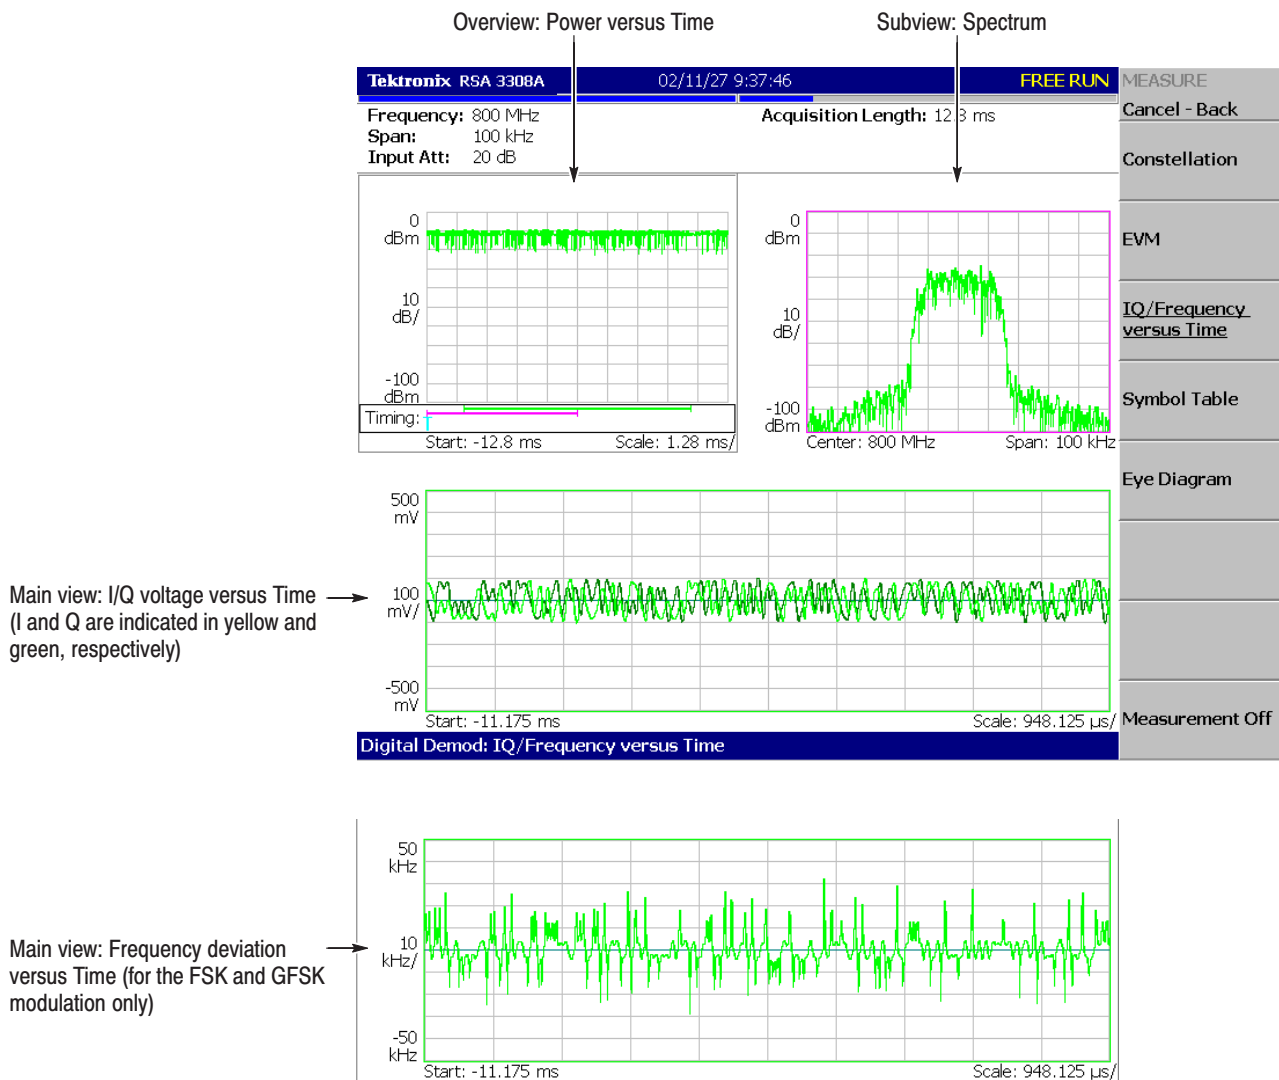 Overview: Power versus Time
Subview: Spectrum
Tektronix RSA 3308A
02/11/27 9:37:46
FREE RUN
MEASURE
Frequency: 800 MHz
Acquisition Length: 12.8 ms
Cancel - Back
Span: 100 kHz
Input Att: 20 dB
Constellation
0
dBm
10
dB/
-100
dBm
Timing:
Start: -12.8 ms
Scale: 1.28 ms/
0
dBm
10
dB/
-100
dBm
Center: 800 MHz
Span: 100 kHz
EVM
IQ/Frequency
versus Time
Symbol Table
Eye Diagram
Measurement Off
Main view: I/Q voltage versus Time
(I and Q are indicated in yellow and
green, respectively)
500
mV
100
mV/
-500
mV
Start: -11.175 ms
Scale: 948.125 µs/
Digital Demod: IQ/Frequency versus Time
Main view: Frequency deviation
versus Time (for the FSK and GFSK
modulation only)
50
kHz
10
kHz/
-50
kHz
Start: -11.175 ms
Scale: 948.125 µs/